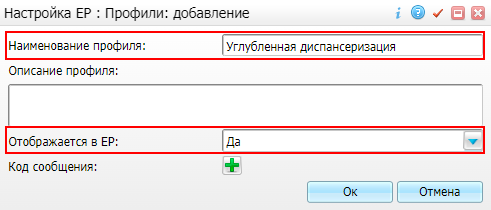 Настройка ЕР : Профили: добавление
Наименование профиля: Углубленная диспансеризация
Описание профиля:
Отображается в ЕР: Да
Код сообщения:
Ок Отмена